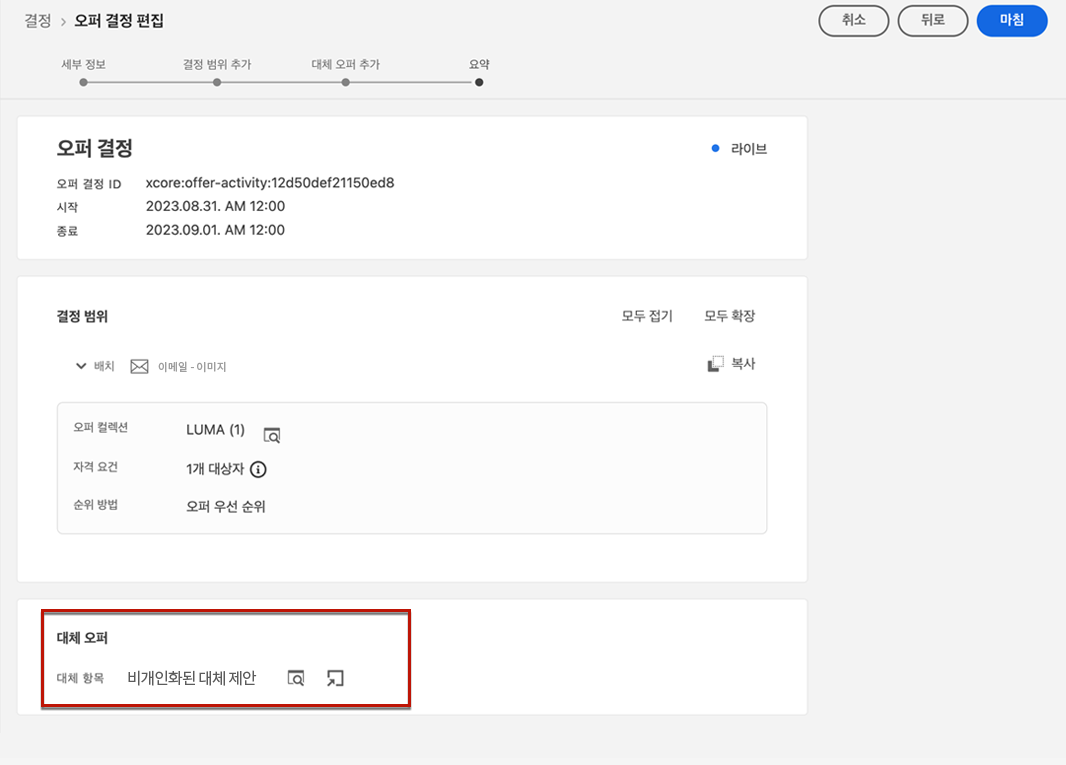 결정 > 오퍼 결정 편집
취소 뒤로 마침
세부 정보 결정 범위 추가 대체 오퍼 추가 요약
오퍼 결정
라이브
오퍼 결정 ID xcore:offer-activity:12d50def21150ed8
시작 2023.08.31. AM 12:00
종료 2023.09.01. AM 12:00
결정 범위 모두 접기 모두 확장
배치 이메일 - 이미지 복사
오퍼 컬렉션 LUMA (1)
자격 요건 1개 대상자
순위 방법 오퍼 우선 순위
대체 오퍼
대체 항목 비개인화된 대체 제안